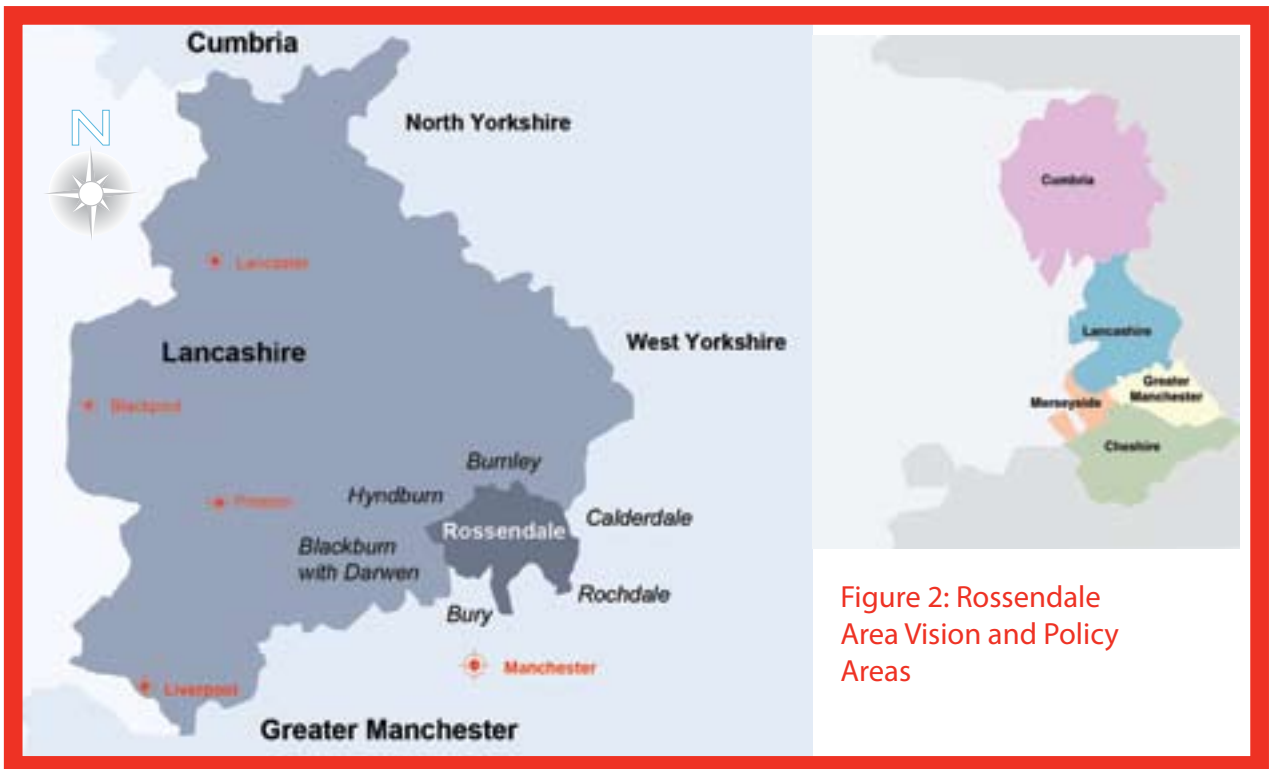 Cumbria
N
North Yorkshire
Lancaster
Lancashire
West Yorkshire
Blackpool
Burnley
Hyndburn
Preston
Rossendale
Calderdale
Blackburn
with Darwen
Rochdale
Bury
Manchester
Liverpool
Greater Manchester
Cumbria
Lancashire
Greater
Manchester
Merseyside
Cheshire
Figure 2: Rossendale
Area Vision and Policy
Areas